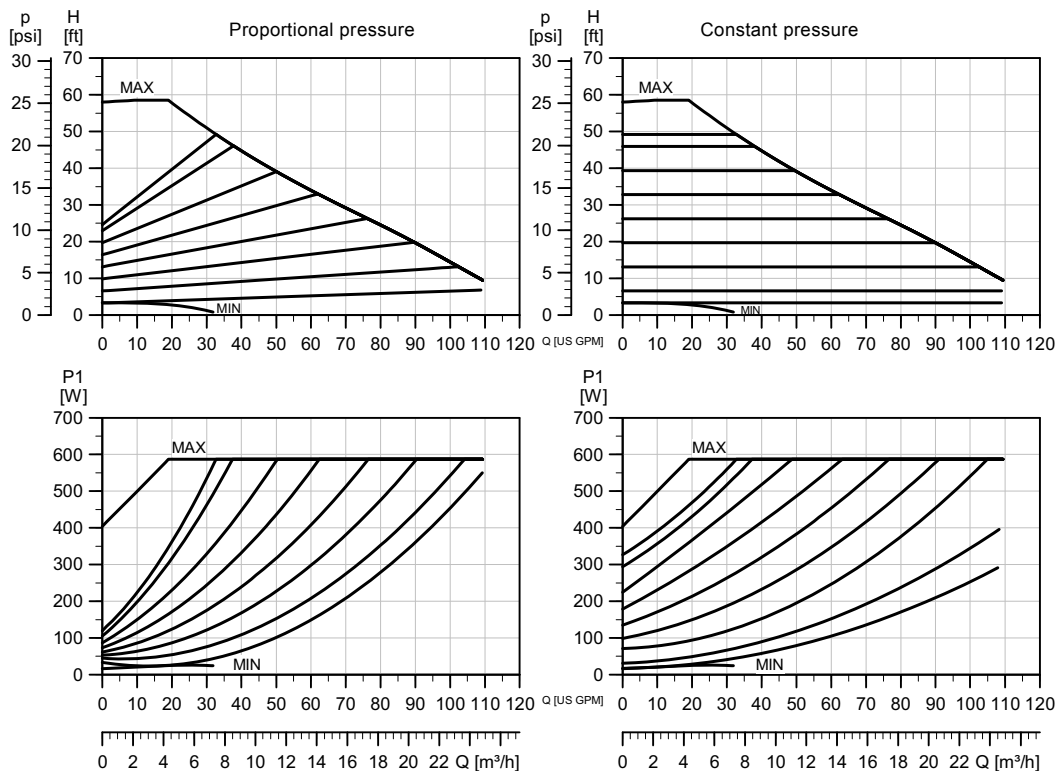 p H Proportional pressure p H Constant pressure
[psi] [ft] [psi] [ft]
30 70 30 70
60 MAX 60 MAX
25 25
50 50
20 20
40 40
15 15
30 30
10 10
20 20
5 5
10 10
0 0 MIN 0 0 MIN
0 10 20 30 40 50 60 70 80 90 100 110 120 Q [US GPM] 0 10 20 30 40 50 60 70 80 90 100 110 120
P1 P1
[W] [W]
700 700
600 MAX 600 MAX
500 500
400 400
300 300
200 200
100 100
0 MIN 0 MIN
0 10 20 30 40 50 60 70 80 90 100 110 120 Q [US GPM] 0 10 20 30 40 50 60 70 80 90 100 110 120
0 2 4 6 8 10 12 14 16 18 20 22 Q [m³/h] 0 2 4 6 8 10 12 14 16 18 20 22 Q [m³/h]